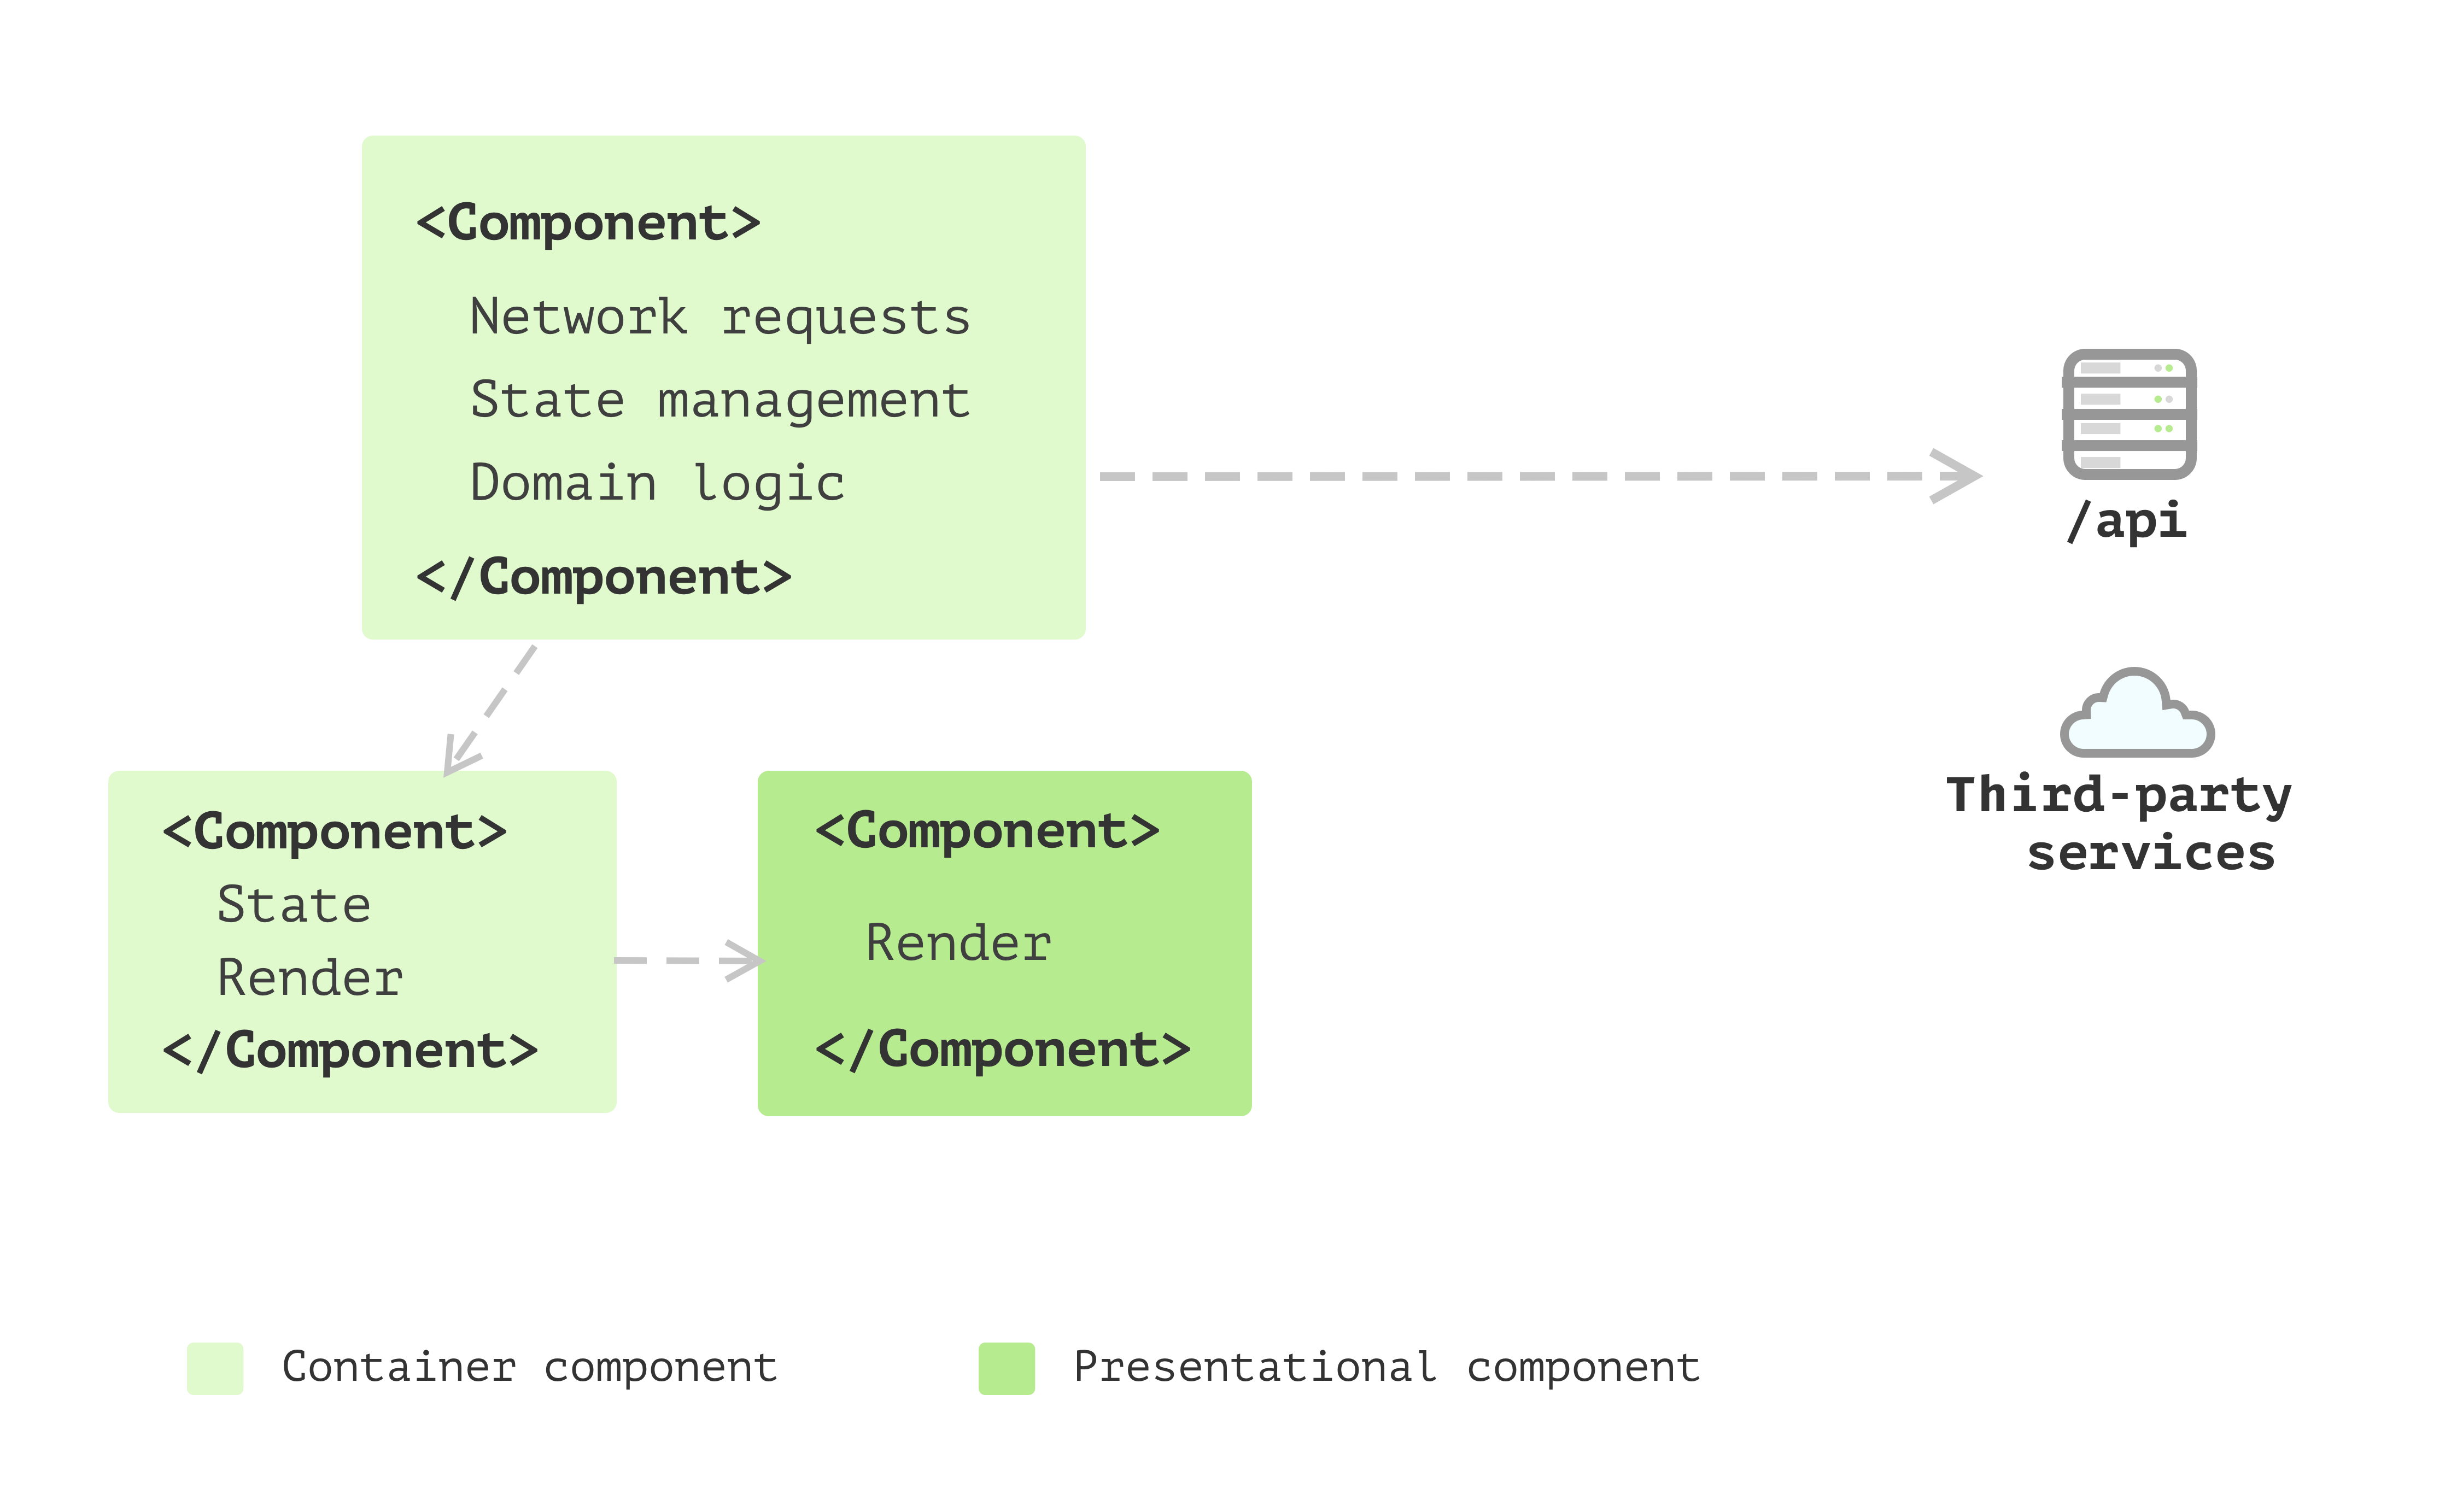 <Component>
Network requests
State management
Domain logic
</Component>
/api
Third-party
services
<Component>
State
Render
</Component>
<Component>
Render
</Component>
Container component
Presentational component